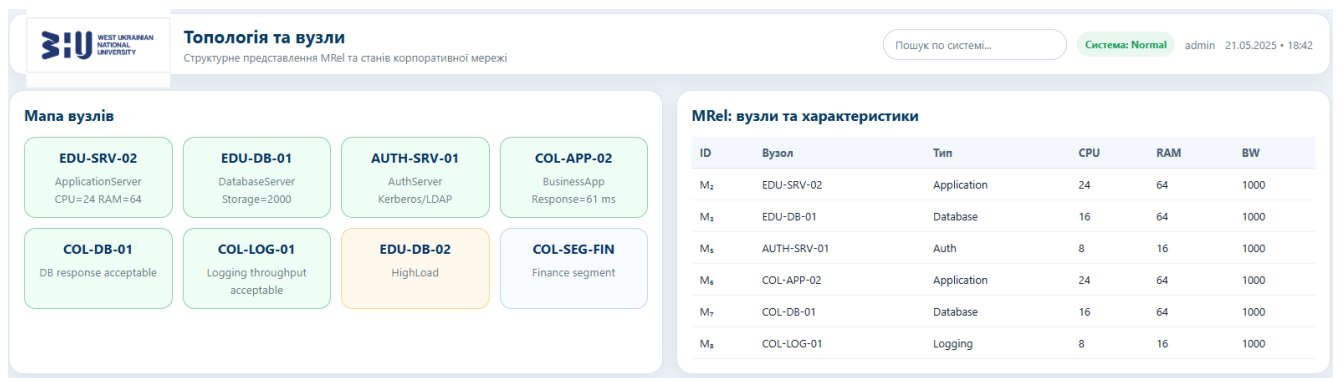 WEST UKRAINIAN
NATIONAL
UNIVERSITY
Топологія та вузли
Структурне представлення MRel та станів корпоративної мережі
Пошук по системі...
Система: Normal
admin 21.05.2025 • 18:42
Мапа вузлів
EDU-SRV-02
ApplicationServer
CPU=24 RAM=64
EDU-DB-01
DatabaseServer
Storage=2000
AUTH-SRV-01
AuthServer
Kerberos/LDAP
COL-APP-02
BusinessApp
Response=61 ms
COL-DB-01
DB response acceptable
COL-LOG-01
Logging throughput
acceptable
EDU-DB-02
HighLoad
COL-SEG-FIN
Finance segment
MRel: вузли та характеристики
ID Вузол Тип CPU RAM BW
M₂ EDU-SRV-02 Application 24 64 1000
M₃ EDU-DB-01 Database 16 64 1000
M₅ AUTH-SRV-01 Auth 8 16 1000
M₆ COL-APP-02 Application 24 64 1000
M₇ COL-DB-01 Database 16 64 1000
M₈ COL-LOG-01 Logging 8 16 1000